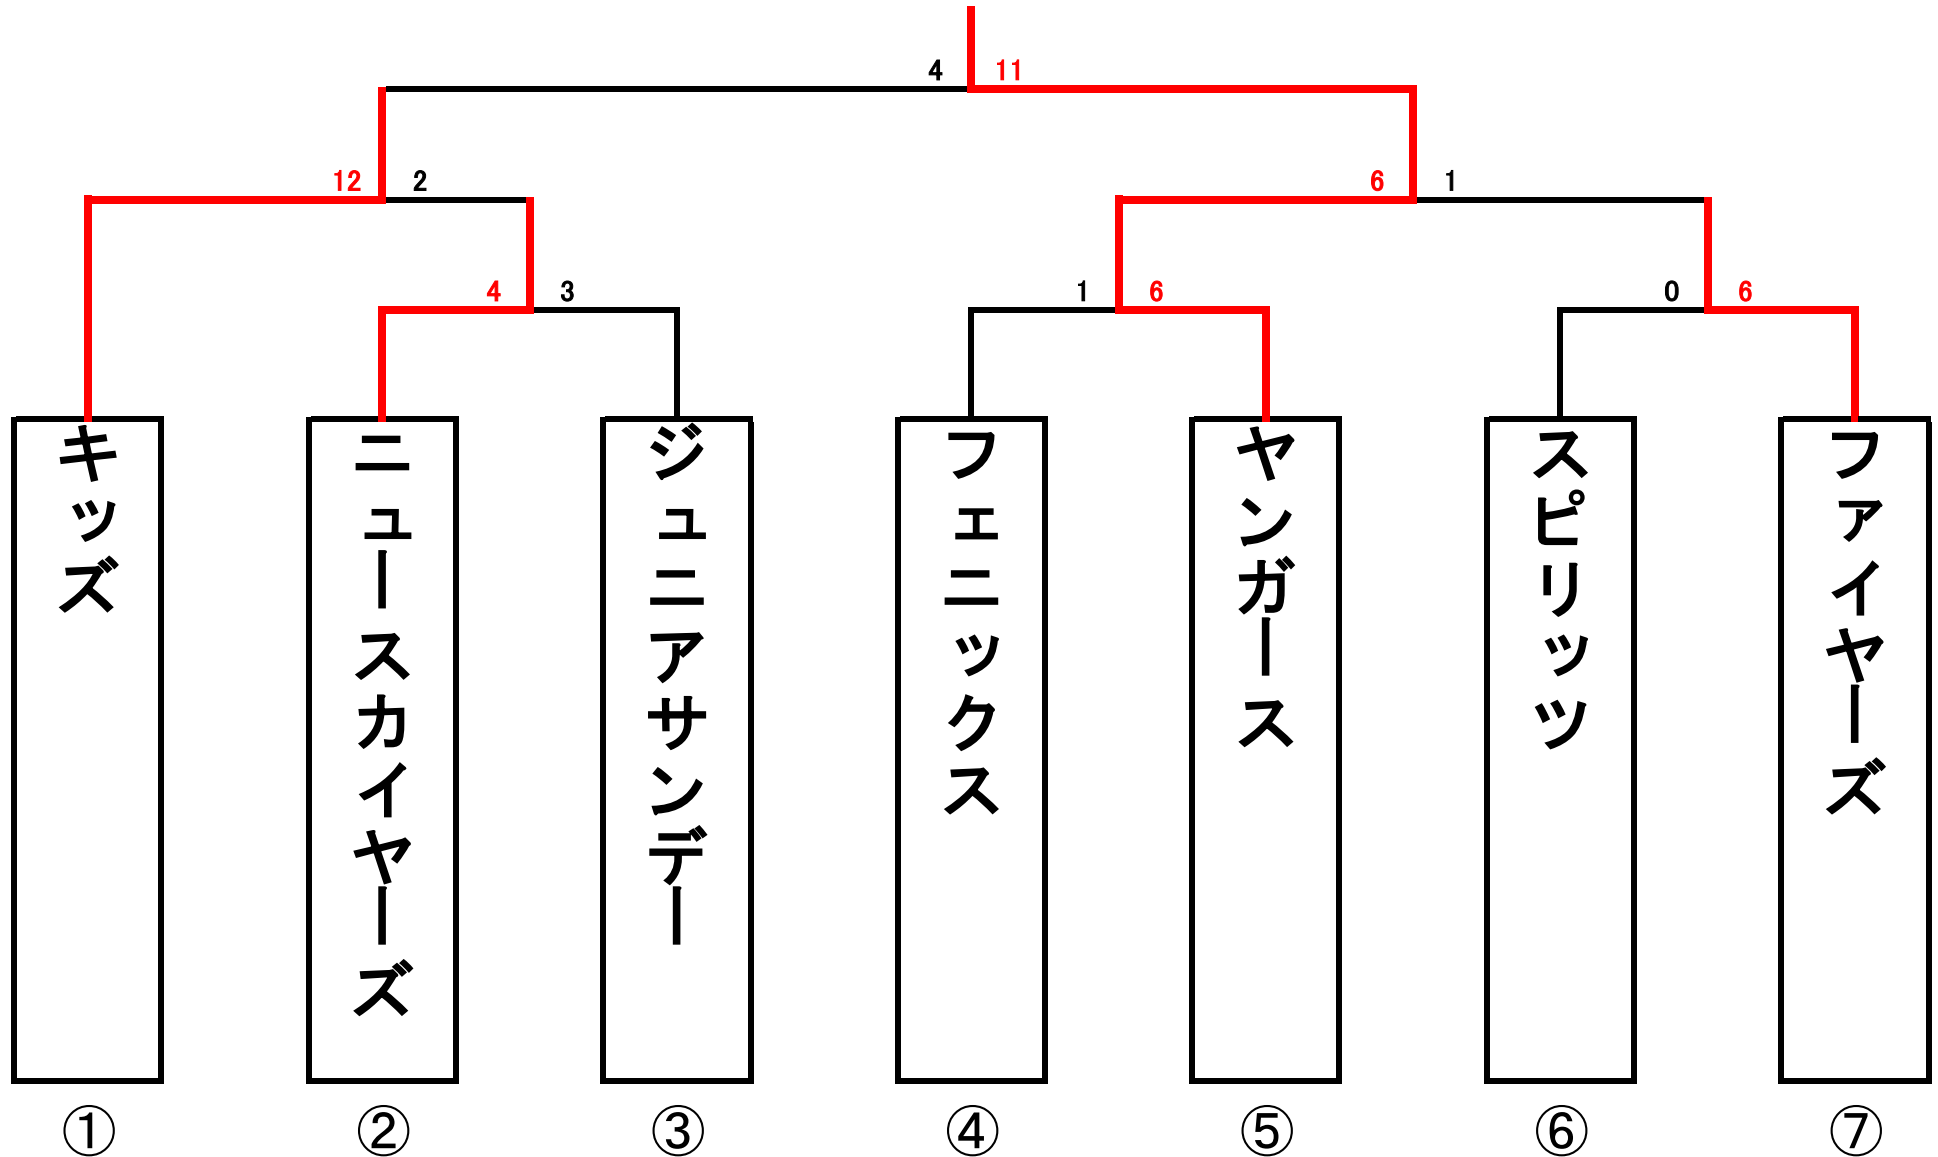 4 11
12 2 6 1
4 3 1 6 0 6
キッズ
ニュースカイヤーズ
ジュニアサンデー
フェニックス
ヤンガース
スピリッツ
ファイヤーズ
① ② ③ ④ ⑤ ⑥ ⑦